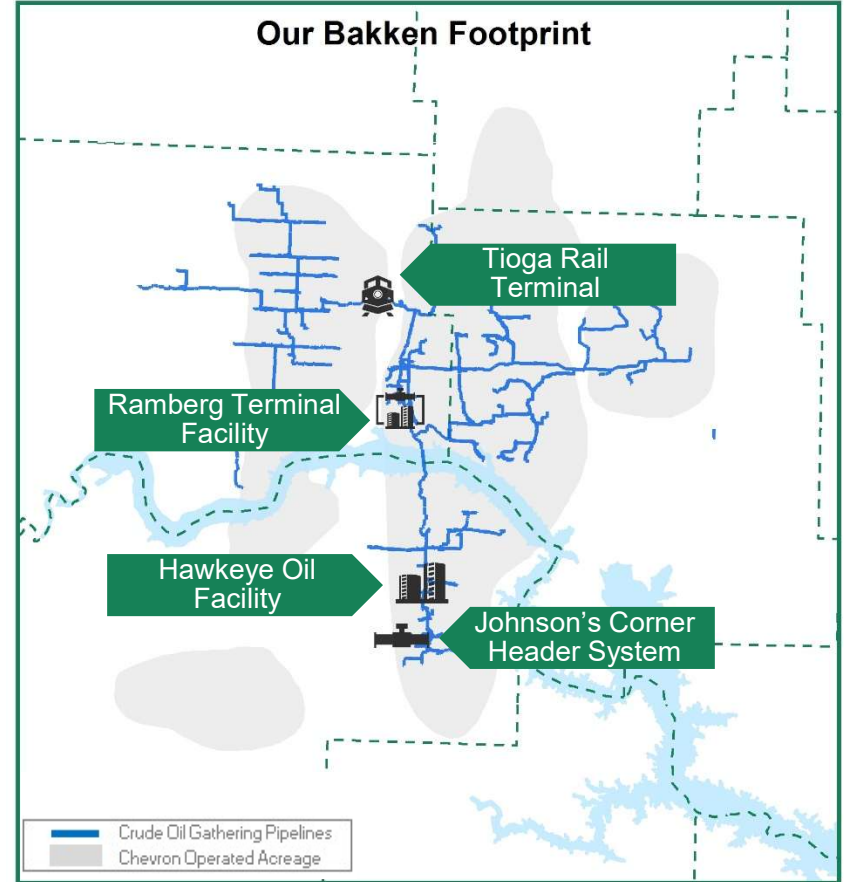 Our Bakken Footprint
Tioga Rail
Terminal
Ramberg Terminal
Facility
Hawkeye Oil
Facility
Johnson’s Corner
Header System
Crude Oil Gathering Pipelines
Chevron Operated Acreage